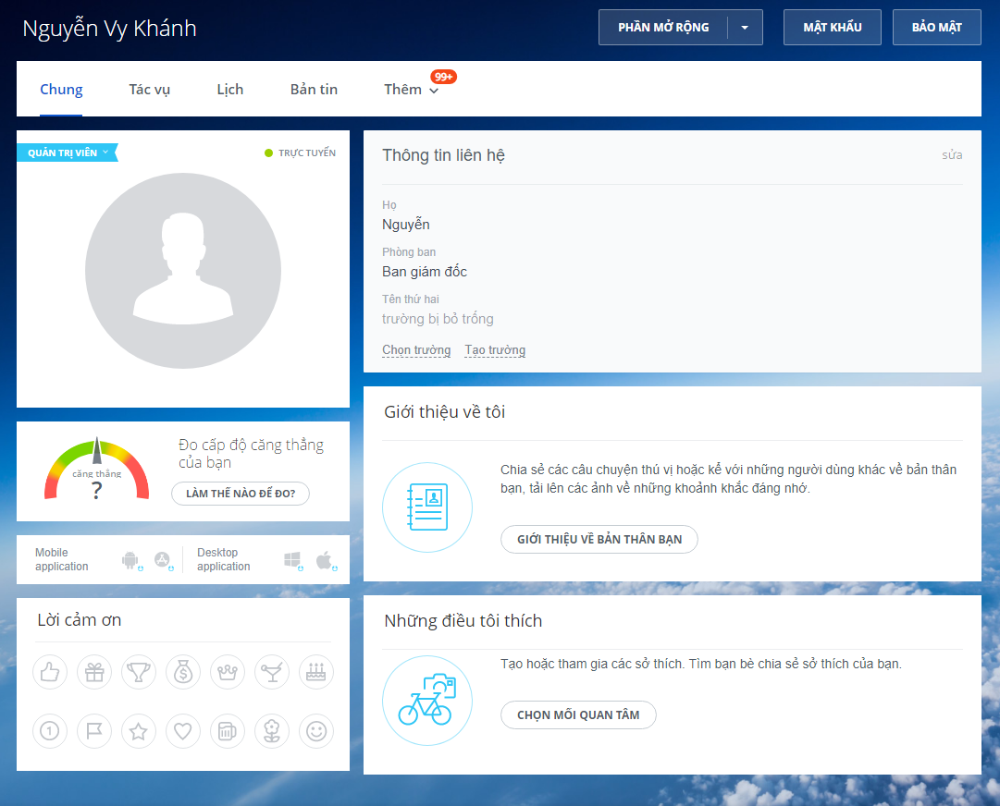 Nguyễn Vy Khánh
PHẦN MỞ RỘNG
MẬT KHẨU
BẢO MẬT
Chung
Tác vụ
Lịch
Bản tin
Thêm
99+
QUẢN TRỊ VIÊN
TRỰC TUYẾN
Thông tin liên hệ
sửa
Họ
Nguyễn
Phòng ban
Ban giám đốc
Tên thứ hai
trường bị bỏ trống
Chọn trường
Tạo trường
Đo cấp độ căng thẳng
của bạn
căng thẳng
?
LÀM THẾ NÀO ĐỂ ĐO?
Mobile
application
Desktop
application
Lời cảm ơn
$
1
Giới thiệu về tôi
Chia sẻ các câu chuyện thú vị hoặc kể với những người dùng khác về bản thân
bạn, tải lên các ảnh về những khoảnh khắc đáng nhớ.
GIỚI THIỆU VỀ BẢN THÂN BẠN
Những điều tôi thích
Tạo hoặc tham gia các sở thích. Tìm bạn bè chia sẻ sở thích của bạn.
CHỌN MỐI QUAN TÂM